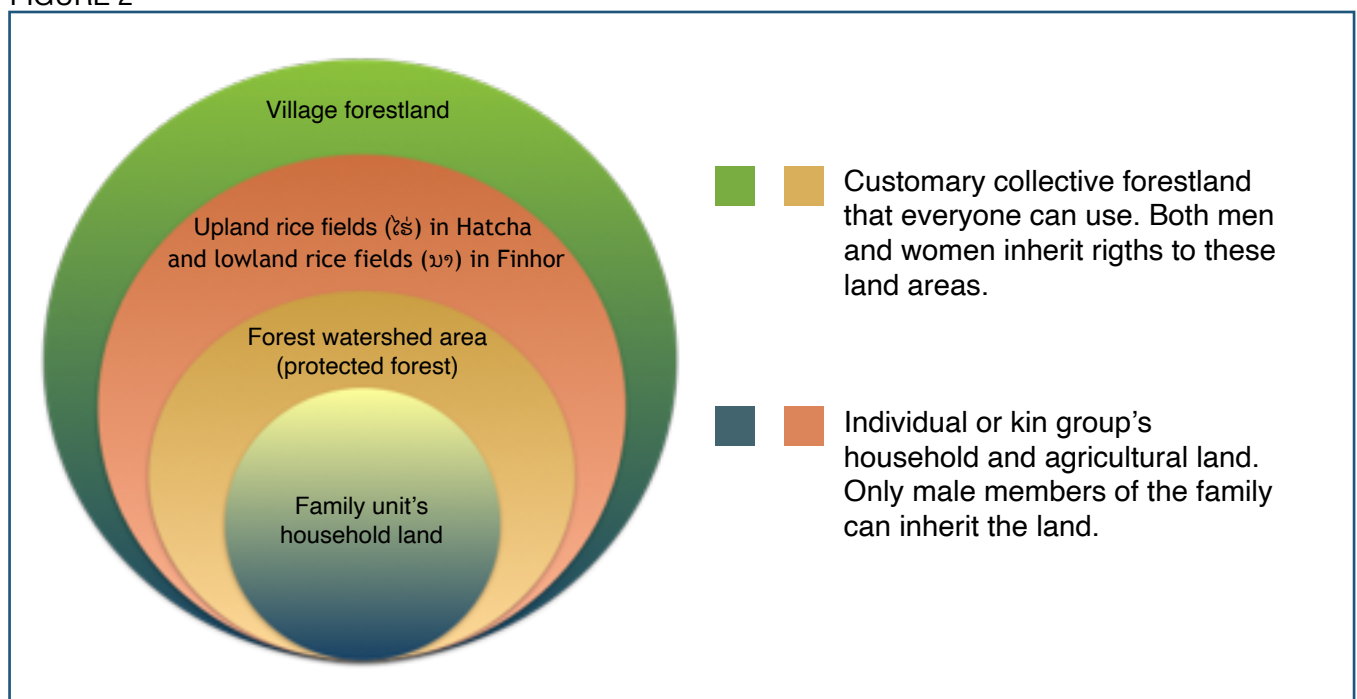 FIGURE 2
Village forestland
Upland rice fields (ໄຮ່) in Hatcha
and lowland rice fields (ນາ) in Finhor
Forest watershed area
(protected forest)
Family unit’s
household land
Customary collective forestland
that everyone can use. Both men
and women inherit rigths to these
land areas.
Individual or kin group’s
household and agricultural land.
Only male members of the family
can inherit the land.